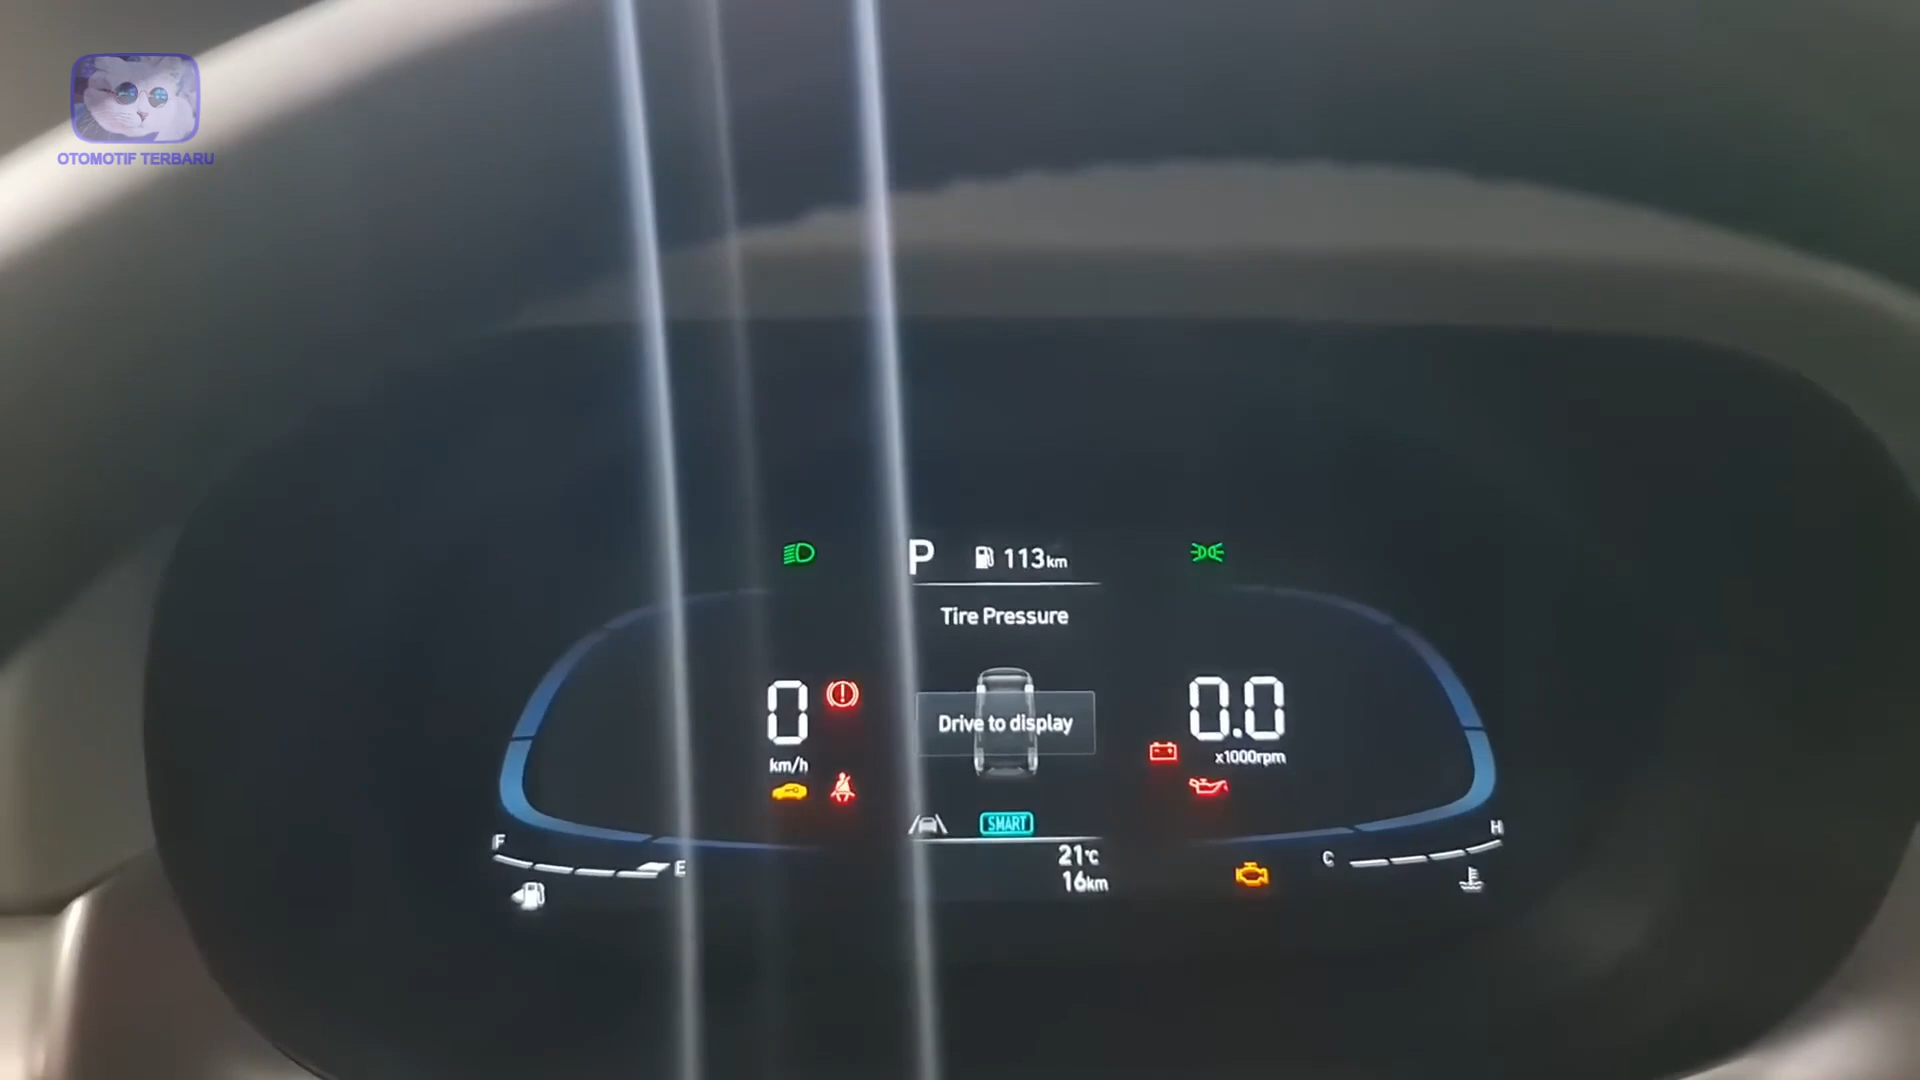 OTOMOTIF TERBARU
P 113km
Tire Pressure
0
km/h
Drive to display
0.0
x1000rpm
SMART
F
E
21°C
16km
C
H